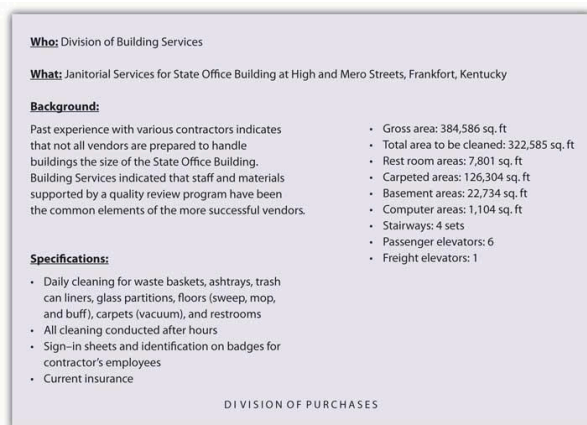 Who: Division of Building Services
What: Janitorial Services for State Office Building at High and Mero Streets, Frankfort, Kentucky
Background:
Past experience with various contractors indicates
that not all vendors are prepared to handle
buildings the size of the State Office Building.
Building Services indicated that staff and materials
supported by a quality review program have been
the common elements of the more successful vendors.
• Gross area: 384,586 sq. ft
• Total area to be cleaned: 322,585 sq. ft
• Rest room areas: 7,801 sq. ft
• Carpeted areas: 126,304 sq. ft
• Basement areas: 22,734 sq. ft
• Computer areas: 1,104 sq. ft
• Stairways: 4 sets
• Passenger elevators: 6
• Freight elevators: 1
Specifications:
• Daily cleaning for waste baskets, ashtrays, trash
can liners, glass partitions, floors (sweep, mop,
and buff), carpets (vacuum), and restrooms
• All cleaning conducted after hours
• Sign–in sheets and identification on badges for
contractor's employees
• Current insurance
DIVISION OF PURCHASES